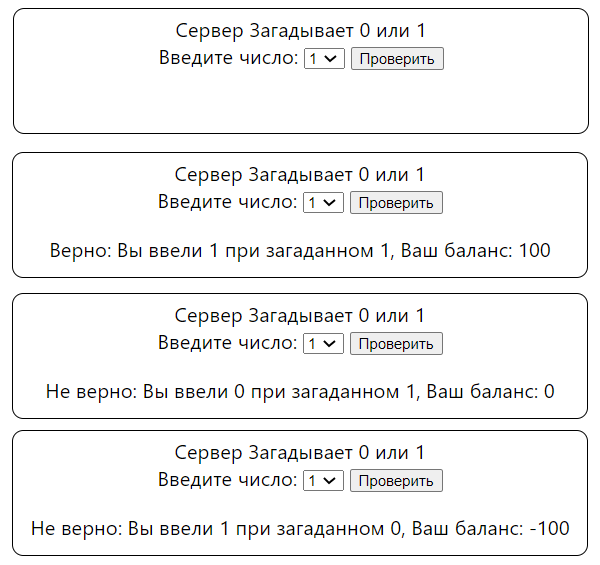 Сервер Загадывает 0 или 1
Введите число: 1 Проверить
Сервер Загадывает 0 или 1
Введите число: 1 Проверить
Верно: Вы ввели 1 при загаданном 1, Ваш баланс: 100
Сервер Загадывает 0 или 1
Введите число: 1 Проверить
Не верно: Вы ввели 0 при загаданном 1, Ваш баланс: 0
Сервер Загадывает 0 или 1
Введите число: 1 Проверить
Не верно: Вы ввели 1 при загаданном 0, Ваш баланс: -100